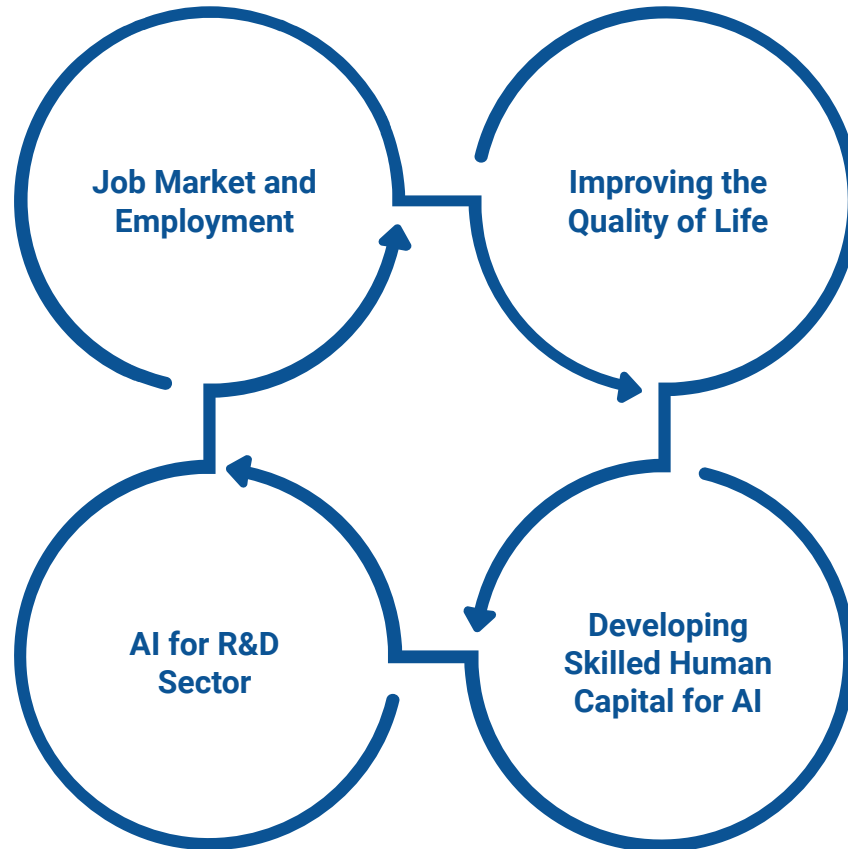 Job Market and
Employment
Improving the
Quality of Life
AI for R&D
Sector
Developing
Skilled Human
Capital for AI